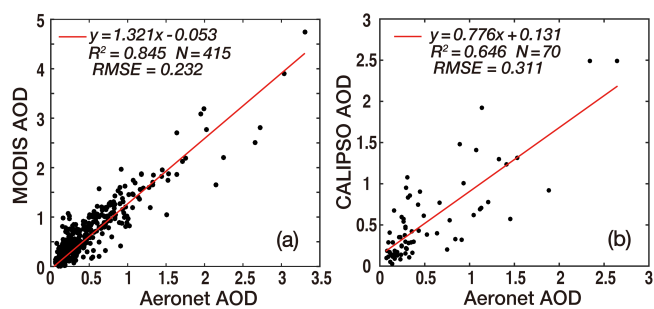 y=1.321x-0.053
R²=0.845 N=415
RMSE=0.232
MODIS AOD
5
4
3
2
1
0
0 0.5 1 1.5 2 2.5 3 3.5
Aeronet AOD
(a)
y=0.776x+0.131
R²=0.646 N=70
RMSE=0.311
CALIPSO AOD
3
2.5
2
1.5
1
0.5
0
0 0.5 1 1.5 2 2.5 3
Aeronet AOD
(b)